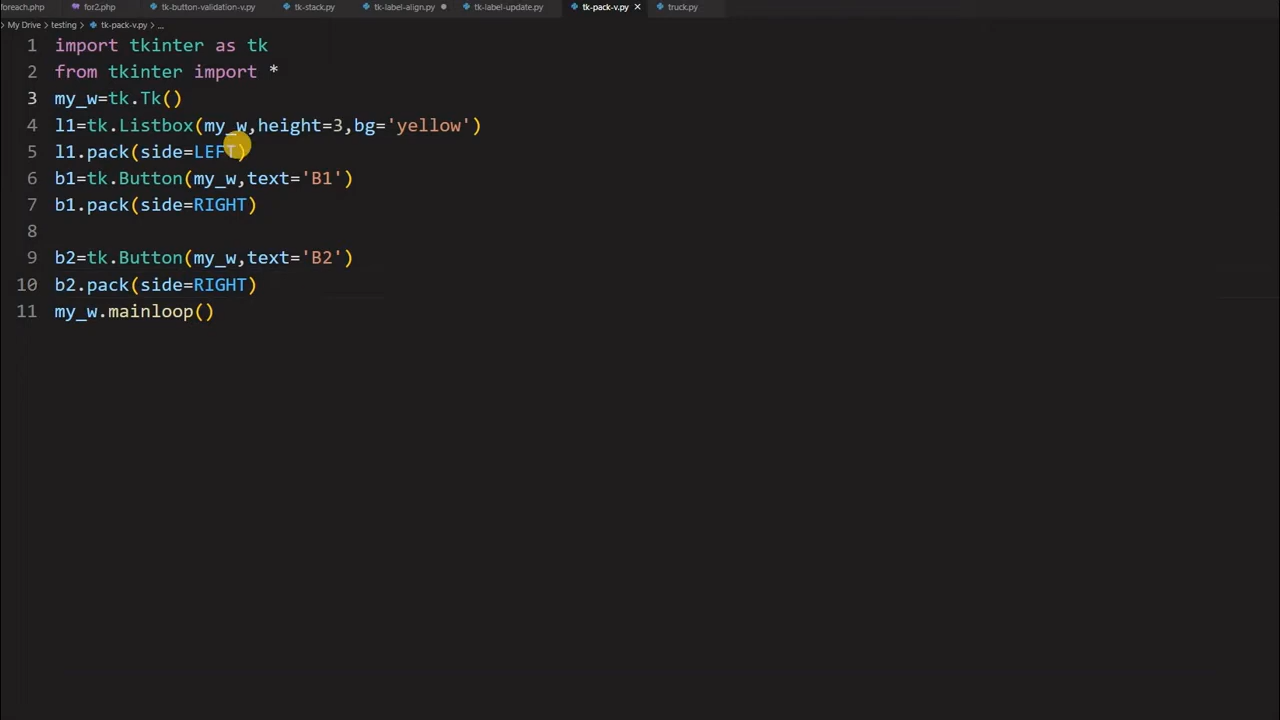 foreach.php for2.php tk-button-validation-v.py tk-stack.py tk-label-align.py tk-label-update.py tk-pack-v.py truck.py
My Drive > testing > tk-pack-v.py > ...
1 import tkinter as tk
2 from tkinter import *
3 my_w=tk.Tk()
4 l1=tk.Listbox(my_w,height=3,bg='yellow')
5 l1.pack(side=LEFT)
6 b1=tk.Button(my_w,text='B1')
7 b1.pack(side=RIGHT)
8
9 b2=tk.Button(my_w,text='B2')
10 b2.pack(side=RIGHT)
11 my_w.mainloop()